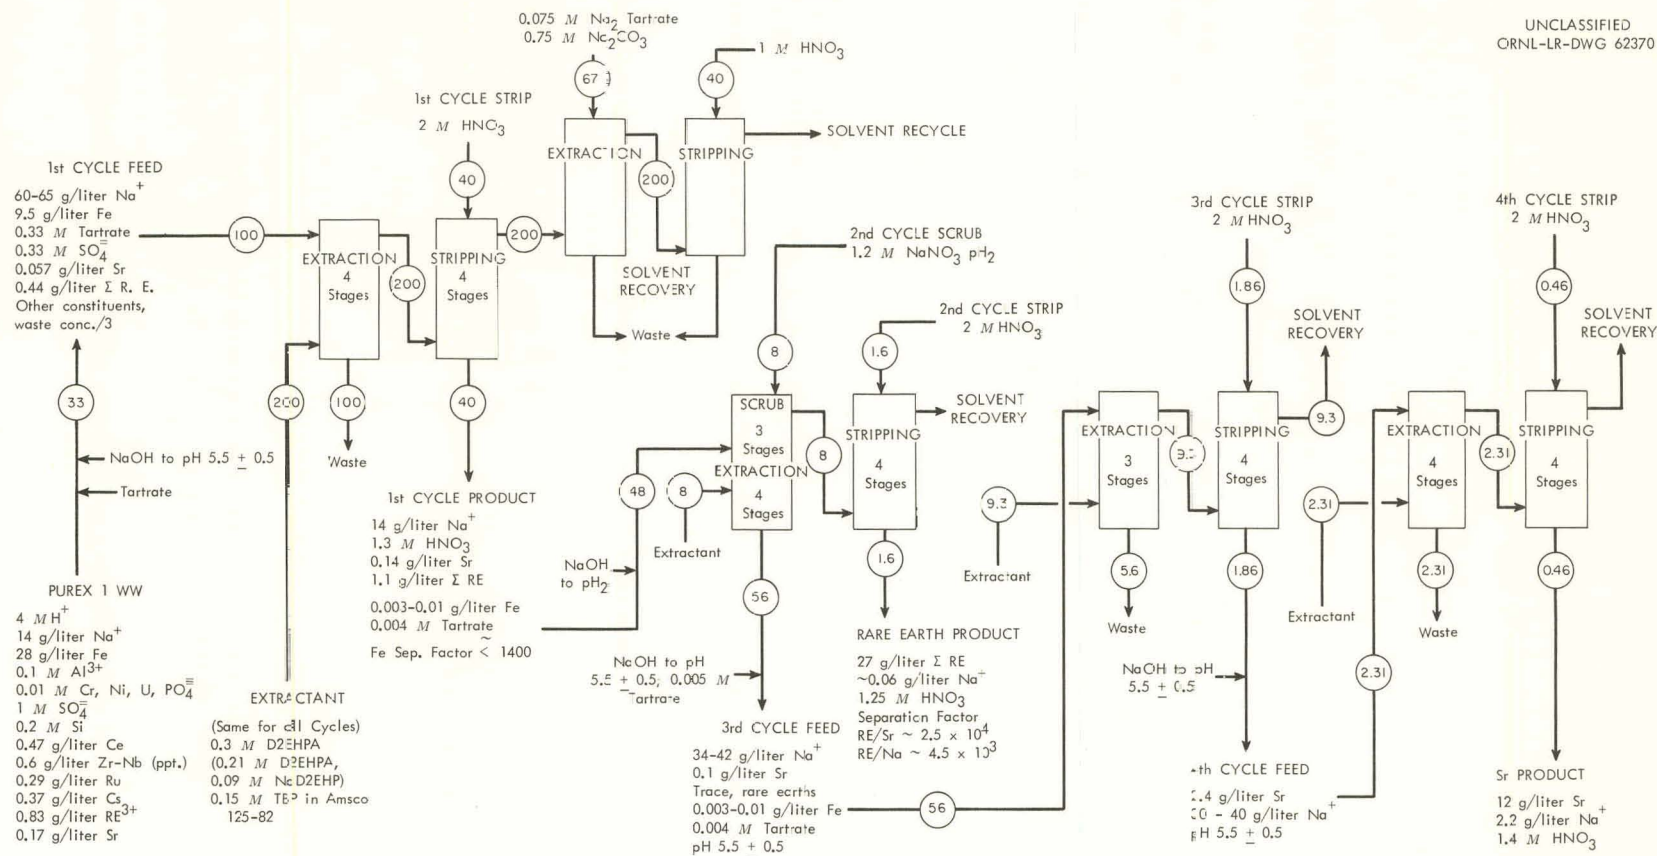 UNCLASSIFIED
ORNL-LR-DWG 62370
0.075 M Na2 Tartrate
0.75 M Na2CO3
67
1 M HNO3
40
1st CYCLE STRIP
2 M HNO3
40
EXTRACTION
200
STRIPPING
SOLVENT RECYCLE
200
SOLVENT
RECOVERY
Waste
1st CYCLE FEED
60-65 g/liter Na+
9.5 g/liter Fe
0.33 M Tartrate
0.33 M SO4=
0.057 g/liter Sr
0.44 g/liter Σ R. E.
Other constituents,
waste conc./3
100
EXTRACTION
4
Stages
200
STRIPPING
4
Stages
33
200
100
Waste
40
NaOH to pH 5.5 ± 0.5
Tartrate
PUREX 1 WW
4 M H+
14 g/liter Na+
28 g/liter Fe
0.1 M Al3+
0.01 M Cr, Ni, U, PO4≡
1 M SO4=
0.2 M Si
0.47 g/liter Ce
0.6 g/liter Zr-Nb (ppt.)
0.29 g/liter Ru
0.37 g/liter Cs
0.83 g/liter RE3+
0.17 g/liter Sr
EXTRACTANT
(Same for all Cycles)
0.3 M D2EHPA
(0.21 M D2EHPA,
0.09 M NaD2EHP)
0.15 M TBP in Amsco
125-82
1st CYCLE PRODUCT
14 g/liter Na+
1.3 M HNO3
0.14 g/liter Sr
1.1 g/liter Σ RE
0.003-0.01 g/liter Fe
0.004 M Tartrate
Fe Sep. Factor ~< 1400
NaOH
to pH2
48
2nd CYCLE SCRUB
1.2 M NaNO3 pH2
8
2nd CYCLE STRIP
2 M HNO3
1.6
SCRUB
3
Stages
EXTRACTION
4
Stages
8
Extractant
8
STRIPPING
4
Stages
SOLVENT
RECOVERY
56
1.6
NaOH to pH
5.5 ± 0.5, 0.005 M
Tartrate
RARE EARTH PRODUCT
27 g/liter Σ RE
~0.06 g/liter Na+
1.25 M HNO3
Separation Factor
RE/Sr ~ 2.5 x 10^4
RE/Na ~ 4.5 x 10^3
3rd CYCLE FEED
34-42 g/liter Na+
0.1 g/liter Sr
Trace, rare earths
0.003-0.01 g/liter Fe
0.004 M Tartrate
pH 5.5 ± 0.5
56
3rd CYCLE STRIP
2 M HNO3
1.86
SOLVENT
RECOVERY
9.3
EXTRACTION
3
Stages
STRIPPING
4
Stages
9.3
Extractant
5.6
Waste
1.86
NaOH to pH
5.5 ± 0.5
th CYCLE FEED
g/liter Sr
40 g/liter Na+
pH 5.5 ± 0.5
2.31
4th CYCLE STRIP
2 M HNO3
0.46
SOLVENT
RECOVERY
EXTRACTION
4
Stages
2.31
STRIPPING
4
Stages
2.31
Extractant
2.31
Waste
0.46
Sr PRODUCT
12 g/liter Sr
2.2 g/liter Na+
1.4 M HNO3